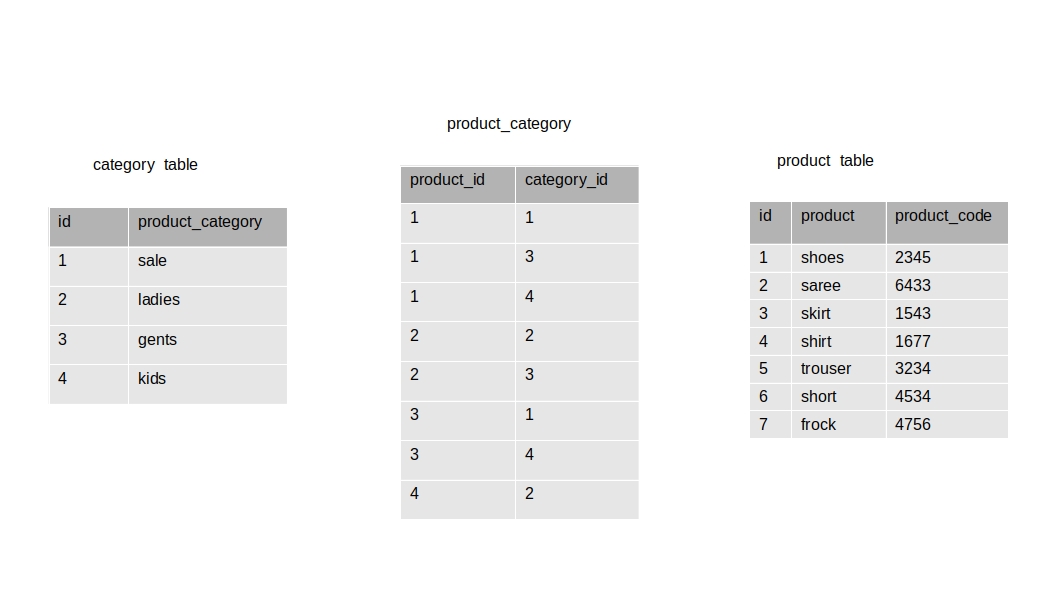 category table
id product_category
1 sale
2 ladies
3 gents
4 kids
product_category
product_id category_id
1 1
1 3
1 4
2 2
2 3
3 1
3 4
4 2
product table
id product product_code
1 shoes 2345
2 saree 6433
3 skirt 1543
4 shirt 1677
5 trouser 3234
6 short 4534
7 frock 4756